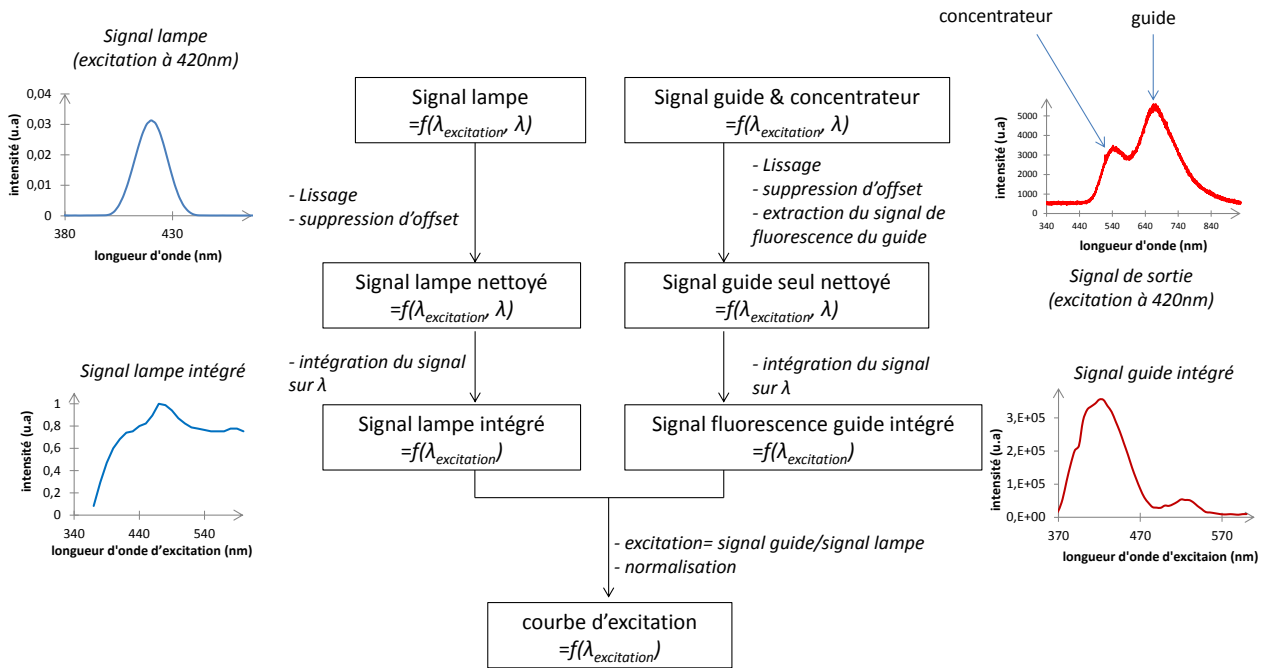 Signal lampe
(excitation à 420nm)
0,04
0,03
0,02
0,01
0
380
430
intensité (u.a)
longueur d'onde (nm)
Signal lampe
=f(λexcitation, λ)
Signal guide & concentrateur
=f(λexcitation, λ)
concentrateur
guide
5000
4000
3000
2000
1000
0
340 440 540 640 740 840
intensité (u.a)
longueur d'onde (nm)
Signal de sortie
(excitation à 420nm)
- Lissage
- suppression d'offset
- Lissage
- suppression d'offset
- extraction du signal de
fluorescence du guide
Signal lampe nettoyé
=f(λexcitation, λ)
Signal guide seul nettoyé
=f(λexcitation, λ)
- intégration du signal
sur λ
- intégration du signal
sur λ
Signal lampe intégré
1
0,8
0,6
0,4
0,2
0
340 440 540
intensité (u.a)
longueur d'onde d'excitation (nm)
Signal lampe intégré
=f(λexcitation)
Signal fluorescence guide intégré
=f(λexcitation)
Signal guide intégré
3,E+05
2,E+05
1,E+05
0,E+00
370 470 570
intensité (u.a)
longueur d'onde d'excitaion (nm)
- excitation= signal guide/signal lampe
- normalisation
courbe d'excitation
=f(λexcitation)